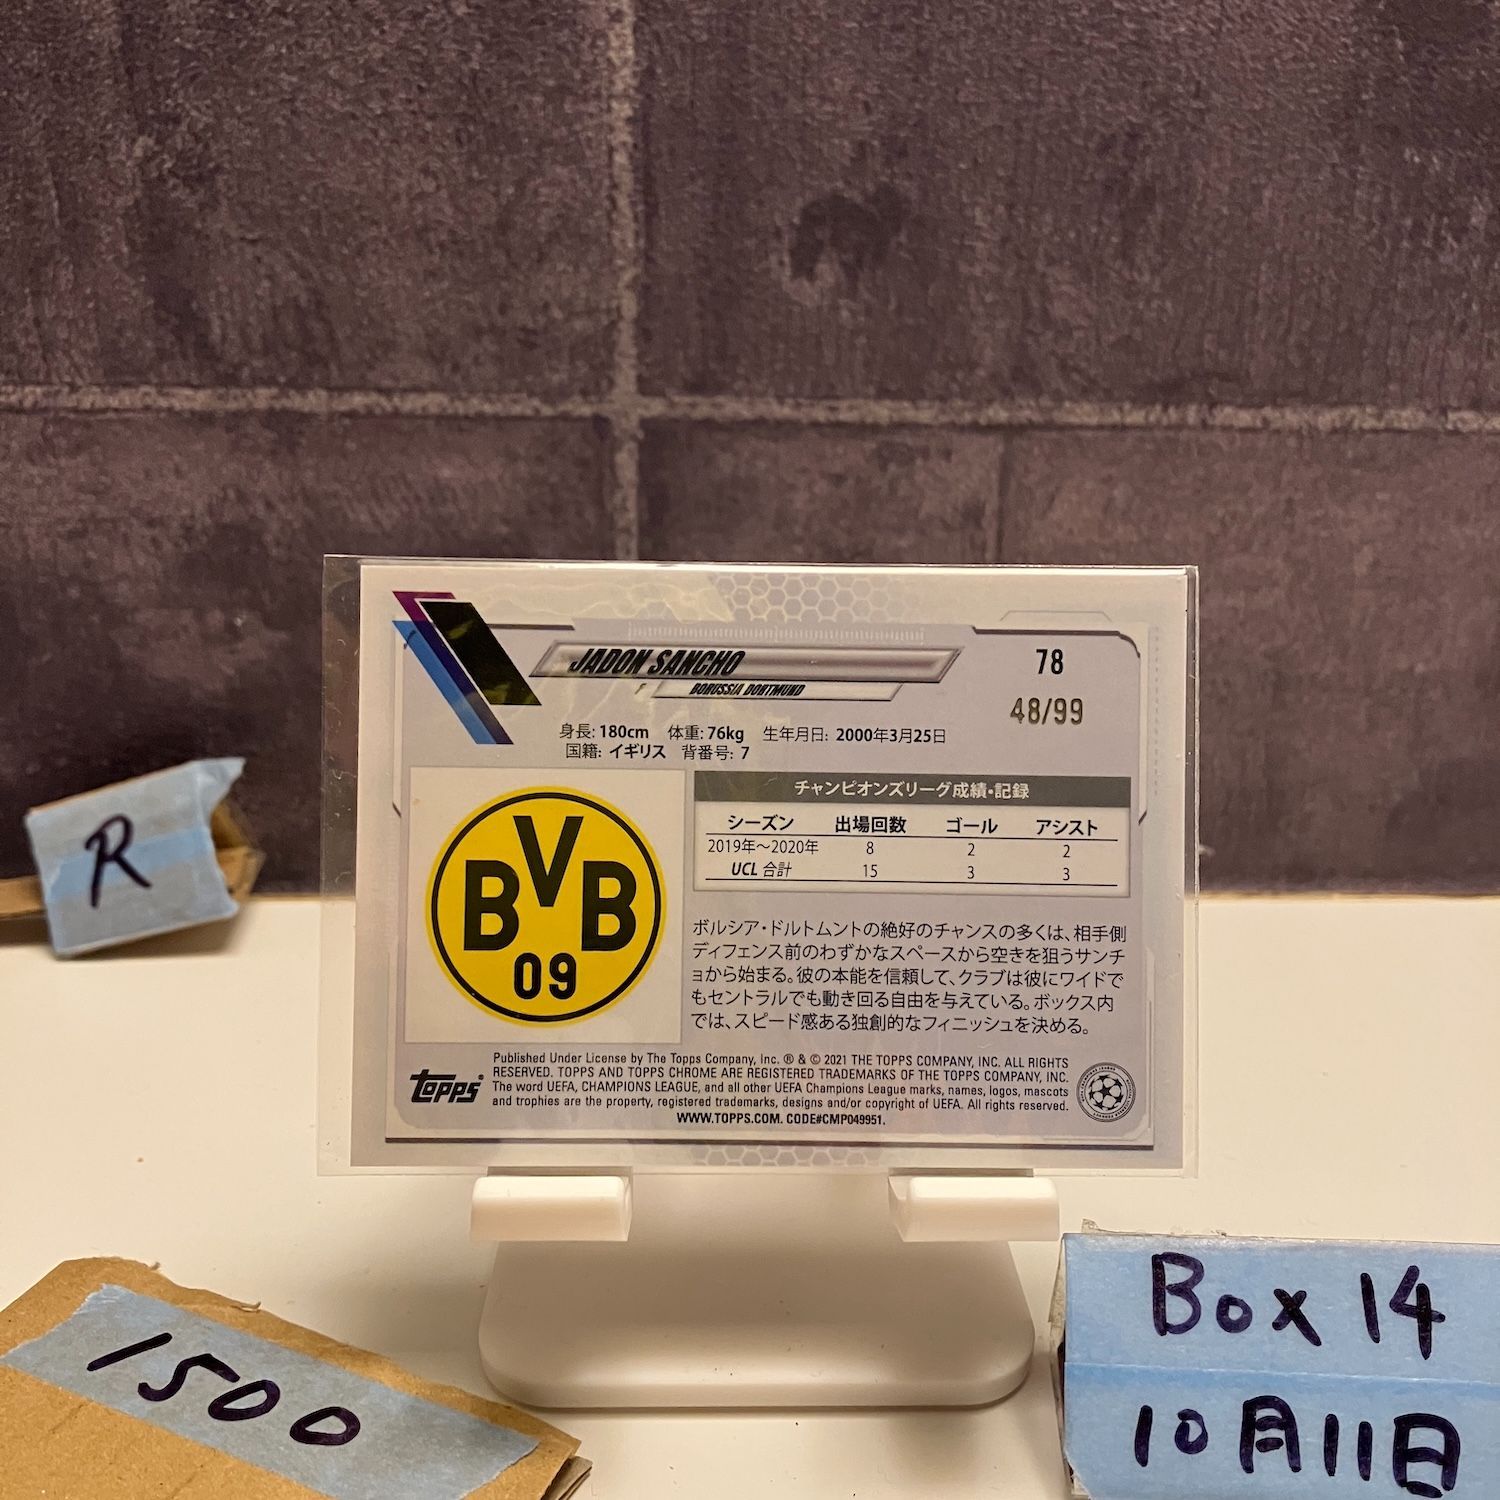 JADON SANCHO
78
F BORUSSIA DORTMUND
48/99
身長: 180cm 体重: 76kg 生年月日: 2000年3月25日
国籍: イギリス 背番号: 7
BVB
09
チャンピオンズリーグ成績・記録
シーズン 出場回数 ゴール アシスト
2019年〜2020年 8 2 2
UCL 合計 15 3 3
ボルシア・ドルトムントの絶好のチャンスの多くは、相手側
ディフェンス前のわずかなスペースから空きを狙うサンチ
ョから始まる。彼の本能を信頼して、クラブは彼にワイドで
もセントラルでも動き回る自由を与えている。ボックス内
では、スピード感ある独創的なフィニッシュを決める。
TOPPS®
Published Under License by The Topps Company, Inc. ® & © 2021 THE TOPPS COMPANY, INC. ALL RIGHTS
RESERVED. TOPPS AND TOPPS CHROME ARE REGISTERED TRADEMARKS OF THE TOPPS COMPANY, INC.
The word UEFA, CHAMPIONS LEAGUE, and all other UEFA Champions League marks, names, logos, mascots
and trophies are the property, registered trademarks, designs and/or copyright of UEFA. All rights reserved.
WWW.TOPPS.COM. CODE#CMP049951.
R
1500
Box 14
10月11日